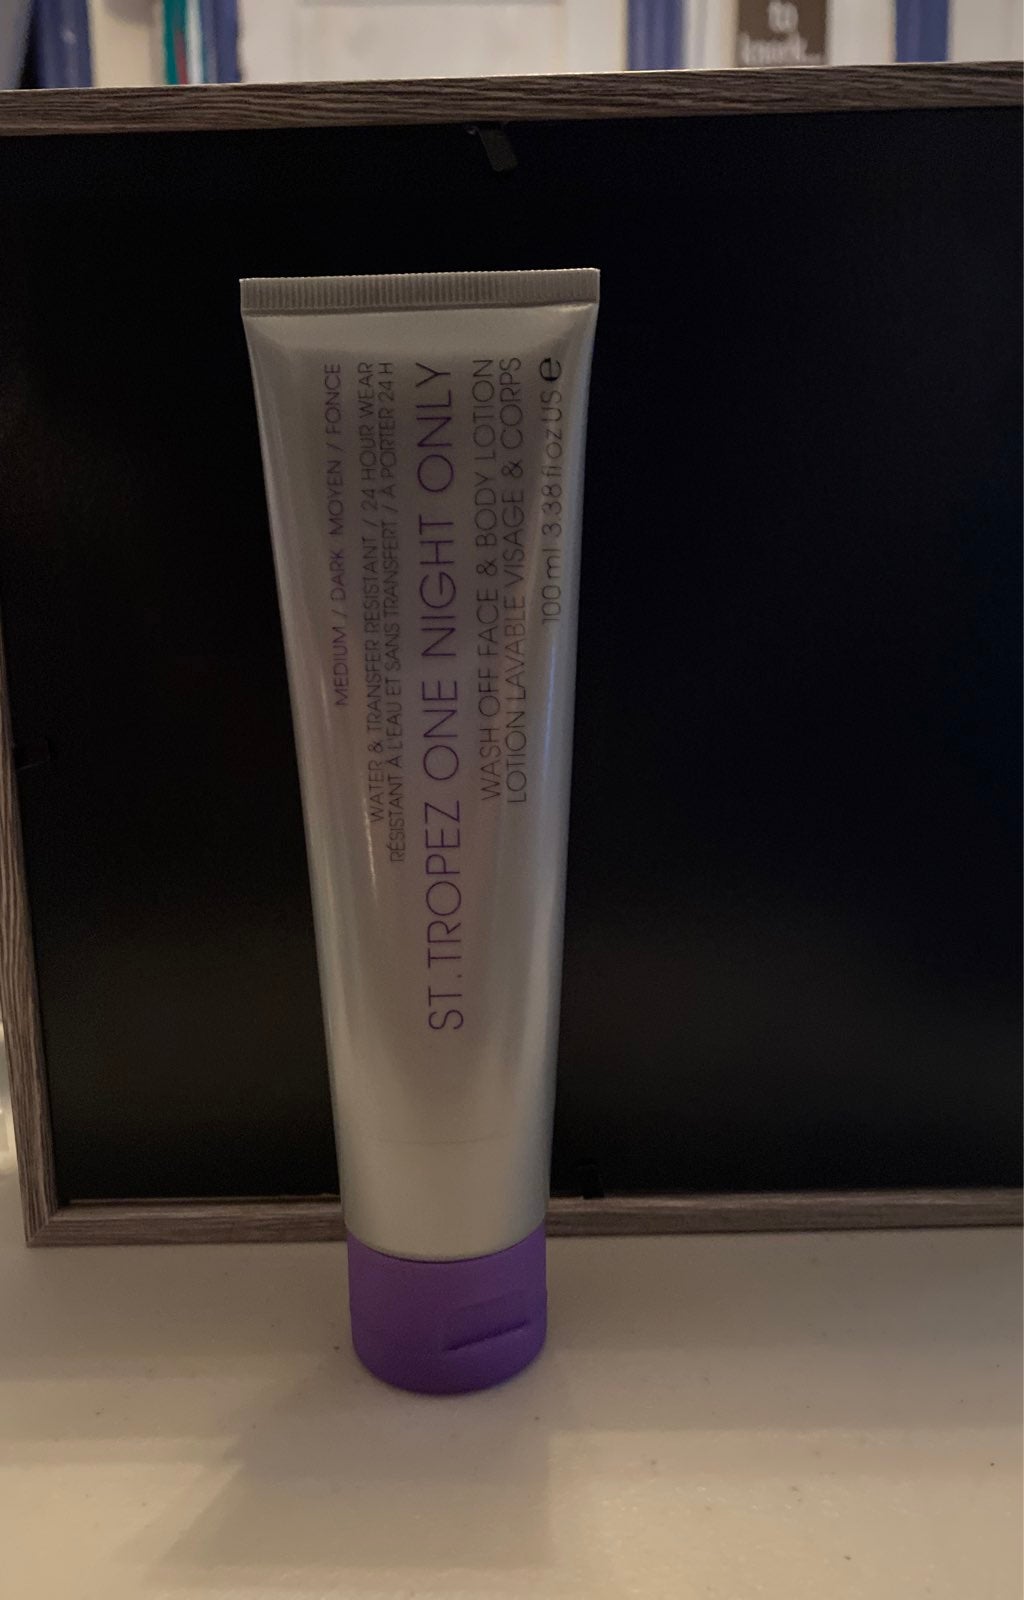 to
knock...
MEDIUM / DARK MOYEN / FONCE
WATER & TRANSFER RESISTANT / 24 HOUR WEAR
RÉSISTANT À L'EAU ET SANS TRANSFERT / À PORTER 24 H
ST.TROPEZ ONE NIGHT ONLY
WASH OFF FACE & BODY LOTION
LOTION LAVABLE VISAGE & CORPS
100 ml 3.38 fl oz US e